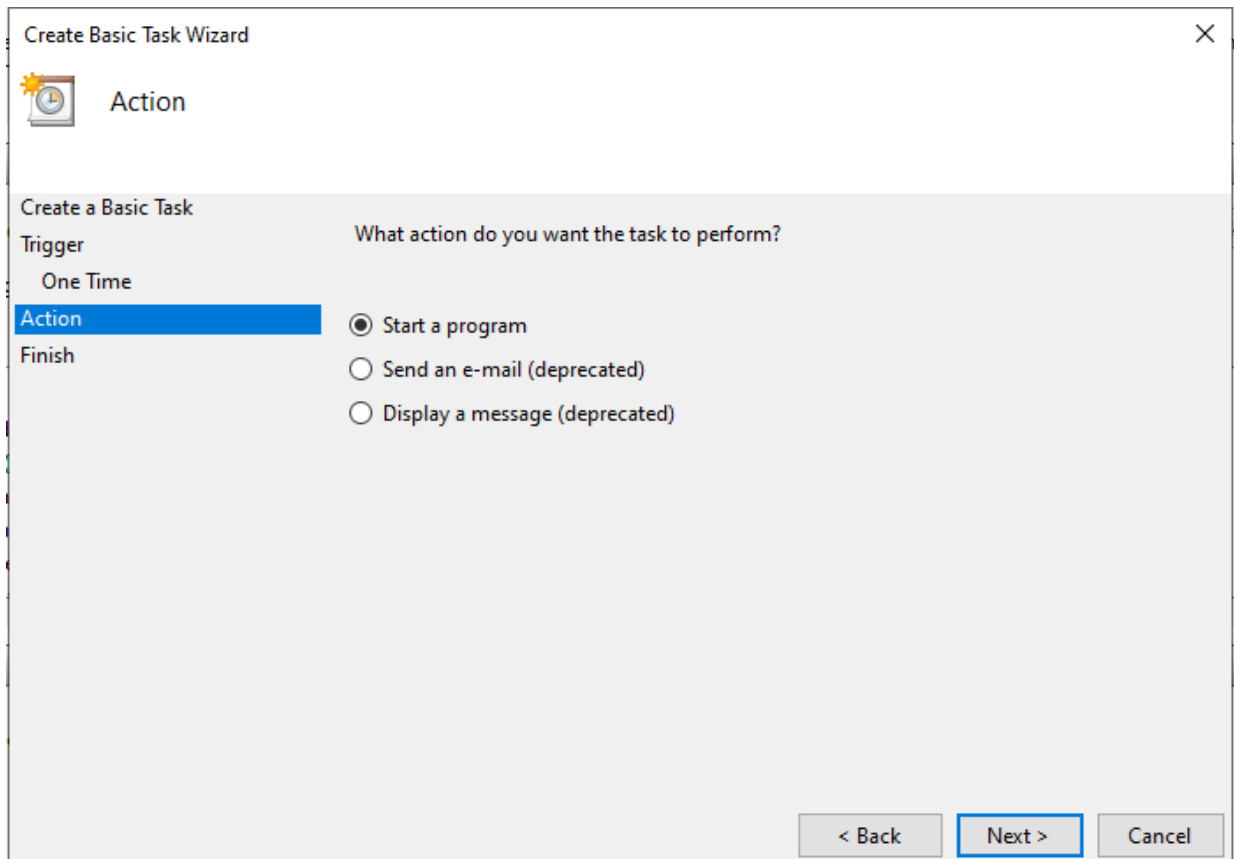 Create Basic Task Wizard
Action
Create a Basic Task
Trigger
One Time
Action
Finish
What action do you want the task to perform?
Start a program
Send an e-mail (deprecated)
Display a message (deprecated)
< Back
Next >
Cancel